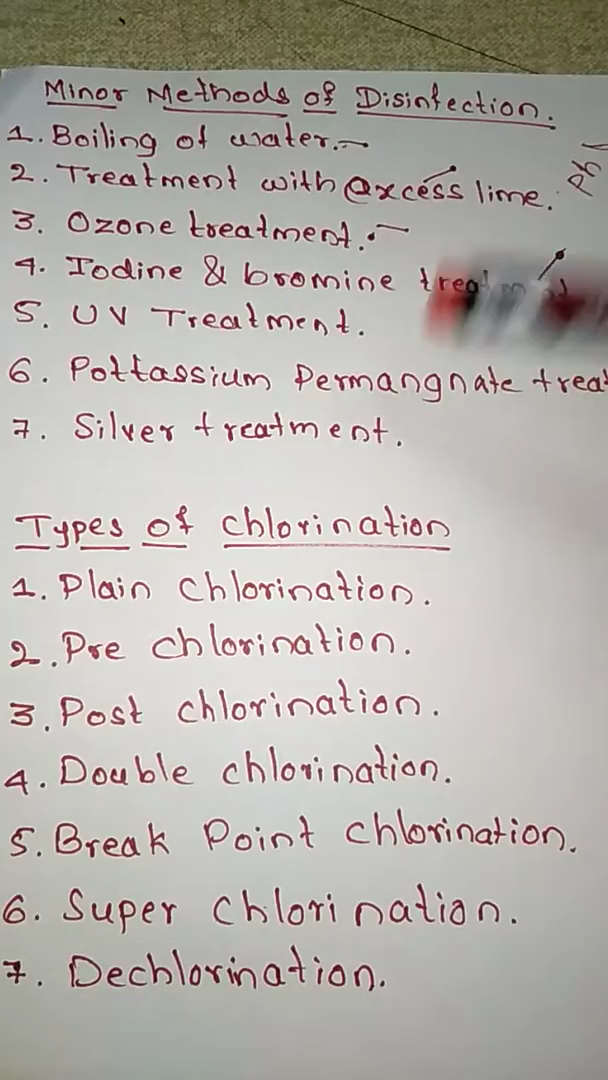 Minor Methods of Disinfection.
1. Boiling of water.
2. Treatment with excess lime.
Ph
3. Ozone treatment.
4. Iodine & bromine
5. UV Treatment.
6. Pottassium Permangnate treat
7. Silver treatment.
Types of chlorination
1. Plain chlorination.
2. Pre chlorination.
3. Post chlorination.
4. Double chlorination.
5. Break Point chlorination.
6. Super Chlorination.
7. Dechlorination.